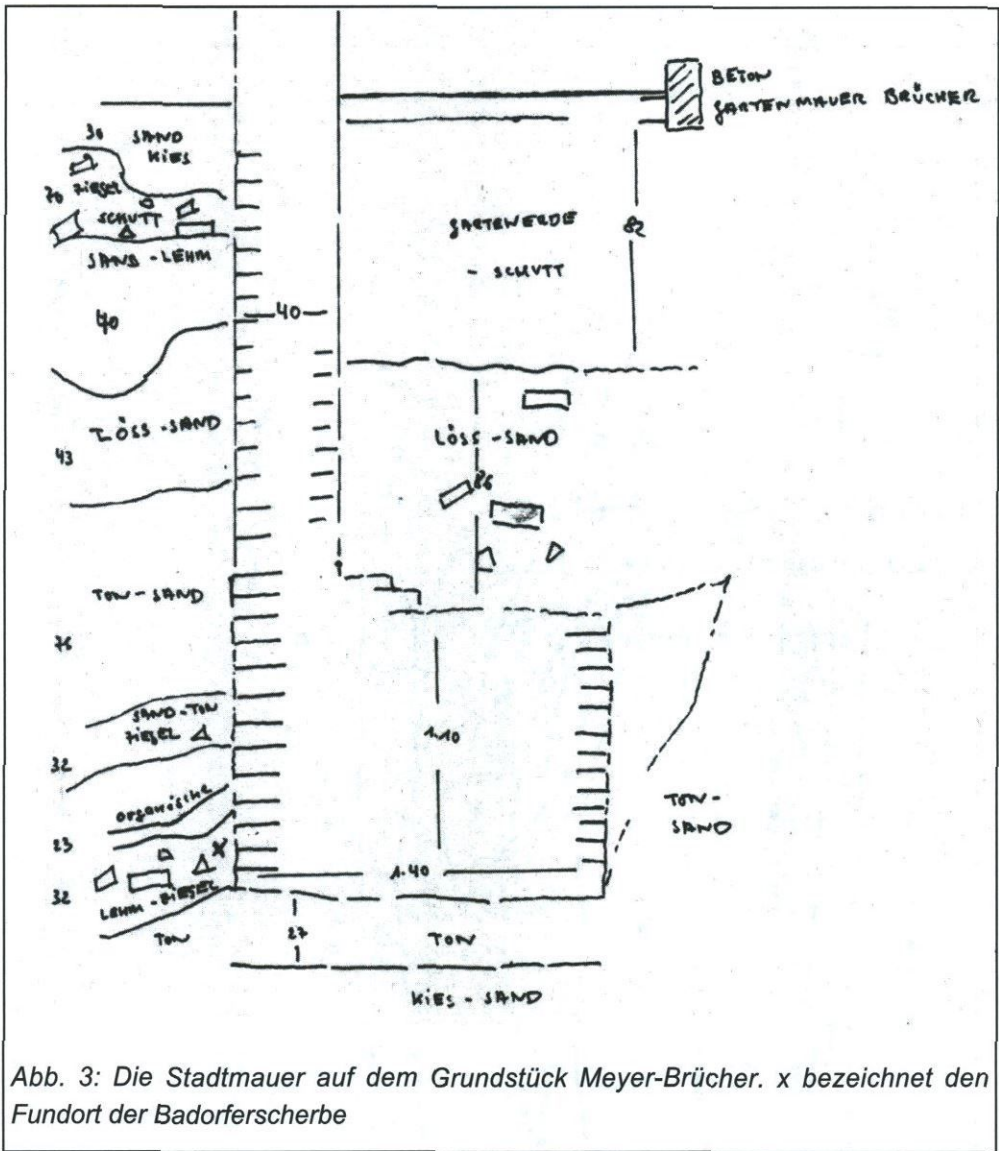 BETON
GARTENMAUER BRÜCHER
30
SAND
KIES
70
ZIEGEL
SCHUTT
SAND-LEHM
40
40
GARTENERDE
- SCHUTT
82
LÖSS-SAND
43
LÖSS-SAND
86
TON-SAND
SAND-TON
ZIEGEL
32
1.10
ORGANISCHE
23
x
TON-
SAND
32
LEHM-ZIEGEL
1.40
TON
27
TON
KIES - SAND
Abb. 3: Die Stadtmauer auf dem Grundstück Meyer-Brücher. x bezeichnet den
Fundort der Badorferscherbe